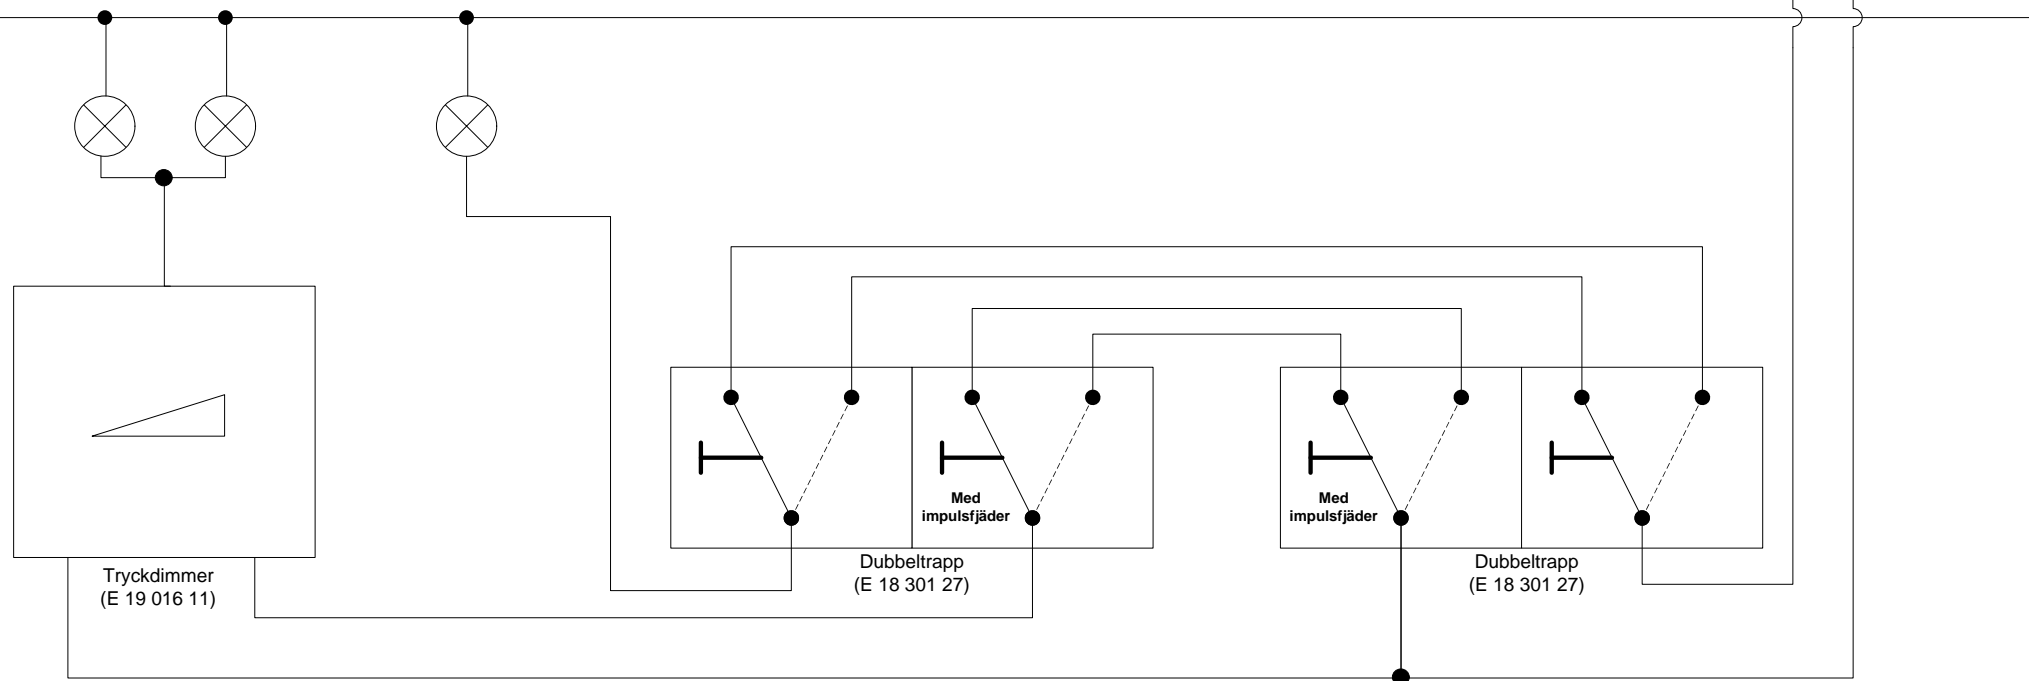 Med
impulsfjäder
Med
impulsfjäder
Tryckdimmer
(E 19 016 11)
Dubbeltrapp
(E 18 301 27)
Dubbeltrapp
(E 18 301 27)